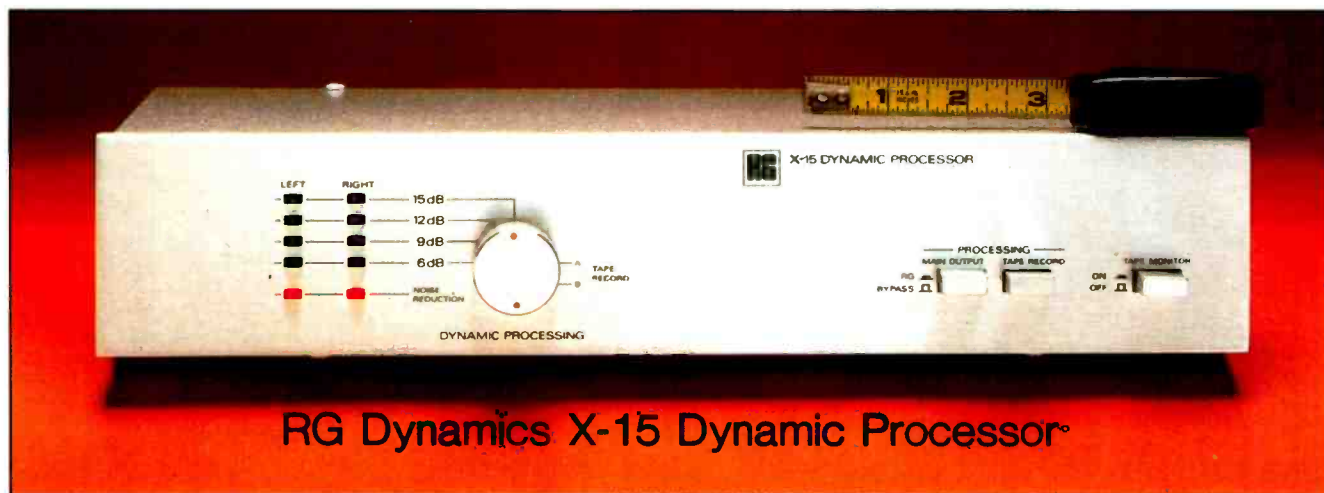 1 2 3
RG X-15 DYNAMIC PROCESSOR
LEFT RIGHT
15dB
12dB
9dB
6dB
NOISE
REDUCTION
A
B
TAPE
RECORD
DYNAMIC PROCESSING
PROCESSING
MAIN OUTPUT TAPE RECORD
RG
BYPASS
TAPE MONITOR
ON
OFF
RG Dynamics X-15 Dynamic Processor